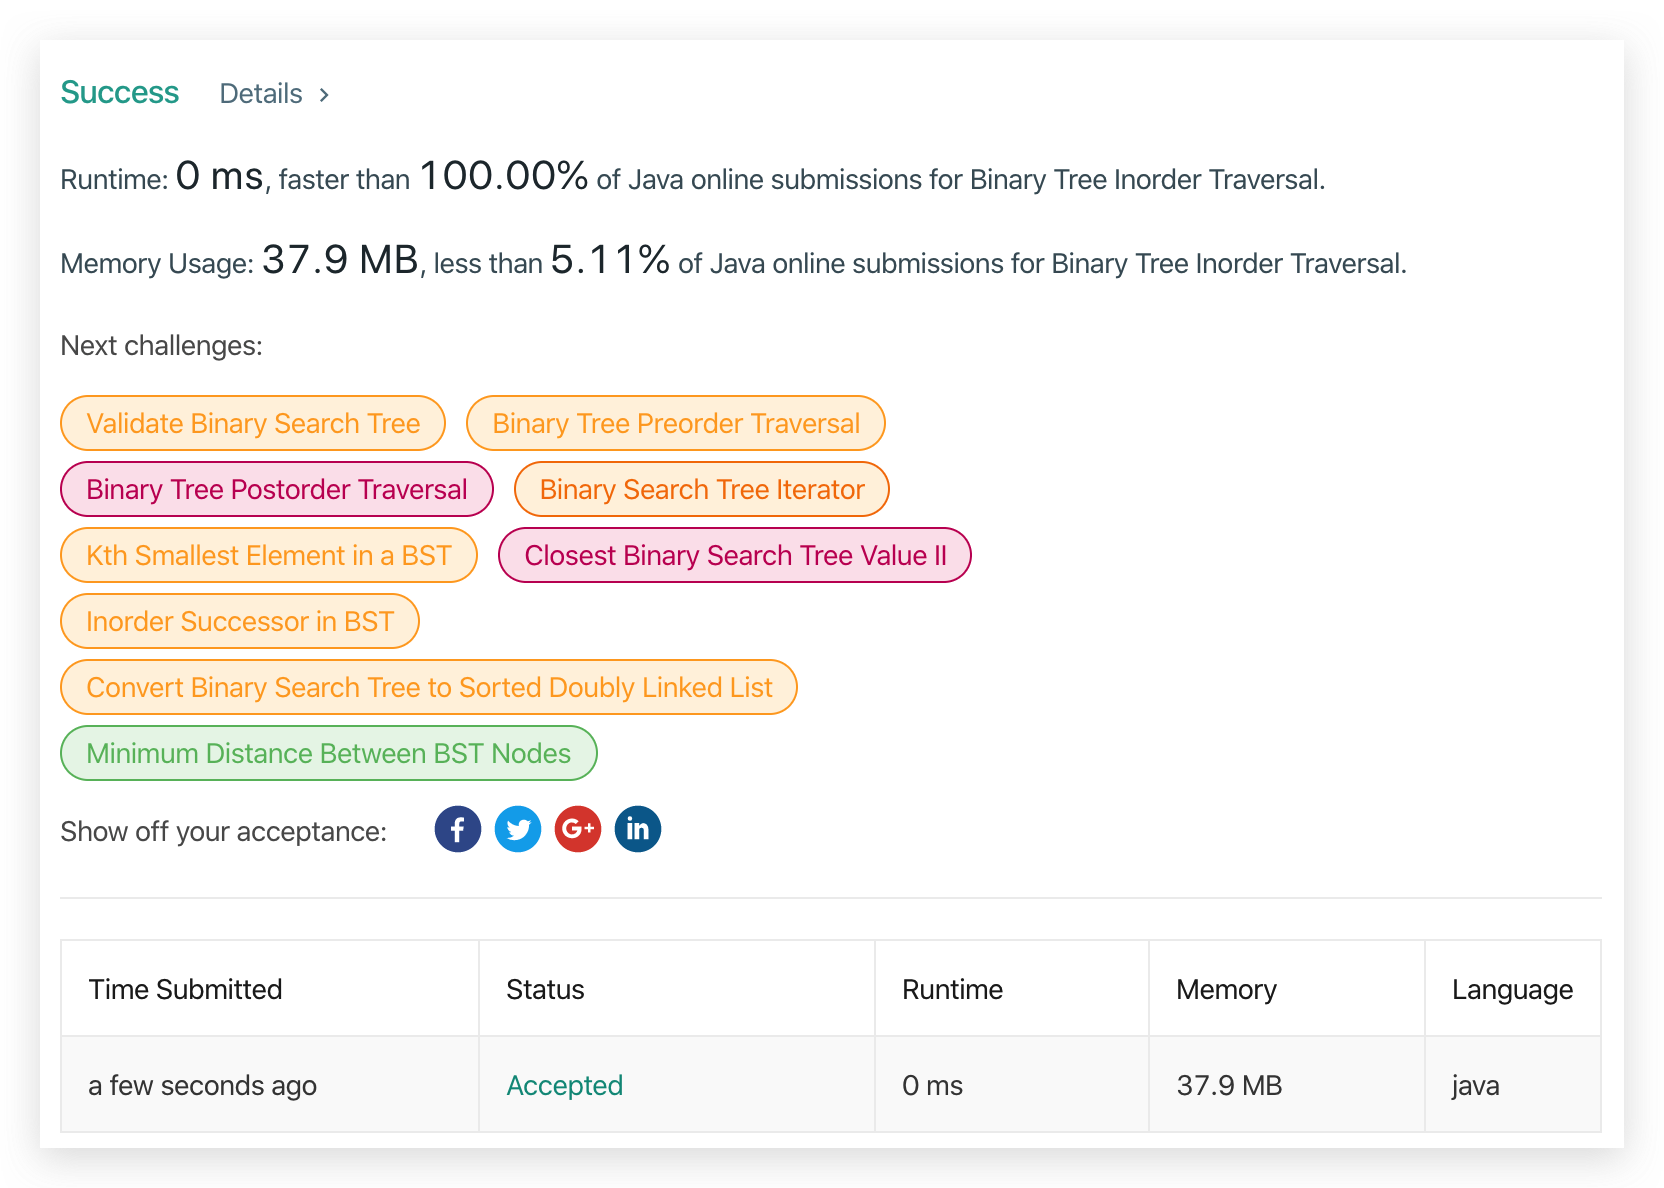 Success Details >
Runtime: 0 ms, faster than 100.00% of Java online submissions for Binary Tree Inorder Traversal.
Memory Usage: 37.9 MB, less than 5.11% of Java online submissions for Binary Tree Inorder Traversal.
Next challenges:
Validate Binary Search Tree Binary Tree Preorder Traversal
Binary Tree Postorder Traversal Binary Search Tree Iterator
Kth Smallest Element in a BST Closest Binary Search Tree Value II
Inorder Successor in BST
Convert Binary Search Tree to Sorted Doubly Linked List
Minimum Distance Between BST Nodes
Show off your acceptance: f G+ in
Time Submitted Status Runtime Memory Language
a few seconds ago Accepted 0 ms 37.9 MB java